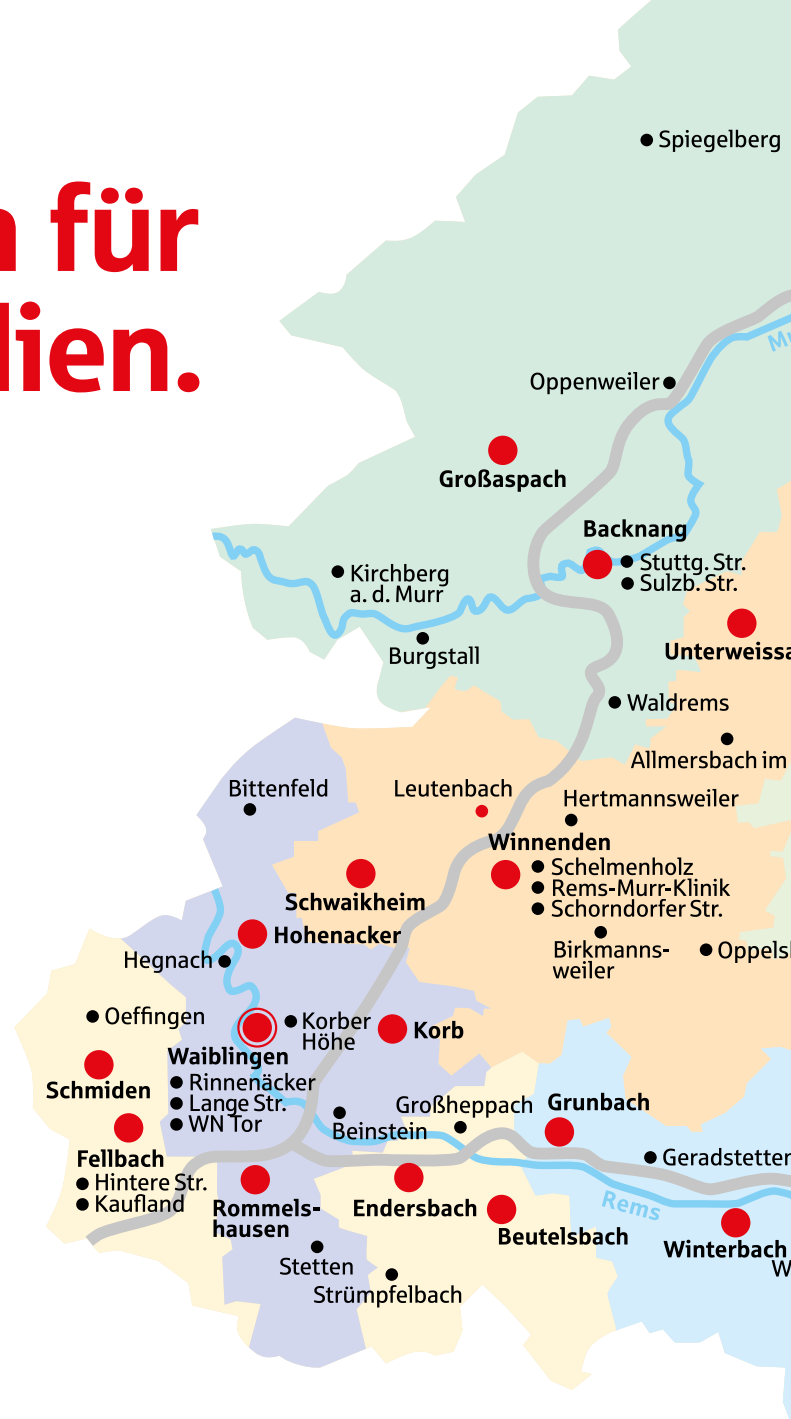 Spiegelberg
für
lien.
Oppenweiler
Großaspach
Backnang
Stuttg. Str.
Sulzb. Str.
Kirchberg
a. d. Murr
Burgstall
Unterweissa
Waldrems
Allmersbach im
Bittenfeld
Leutenbach
Hertmannsweiler
Winnenden
Schelmenholz
Rems-Murr-Klinik
Schorndorfer Str.
Schwaikheim
Hohenacker
Birkmanns-
weiler
Oppels
Hegnach
Oeffingen
Korber
Höhe
Korb
Waiblingen
Rinnenäcker
Lange Str.
WN Tor
Schmiden
Großheppach
Grunbach
Beinstein
Fellbach
Hintere Str.
Kaufland
Geradstetten
Rommels-
hausen
Endersbach
Rems
Beutelsbach
Winterbach
W
Stetten
Strümpfelbach